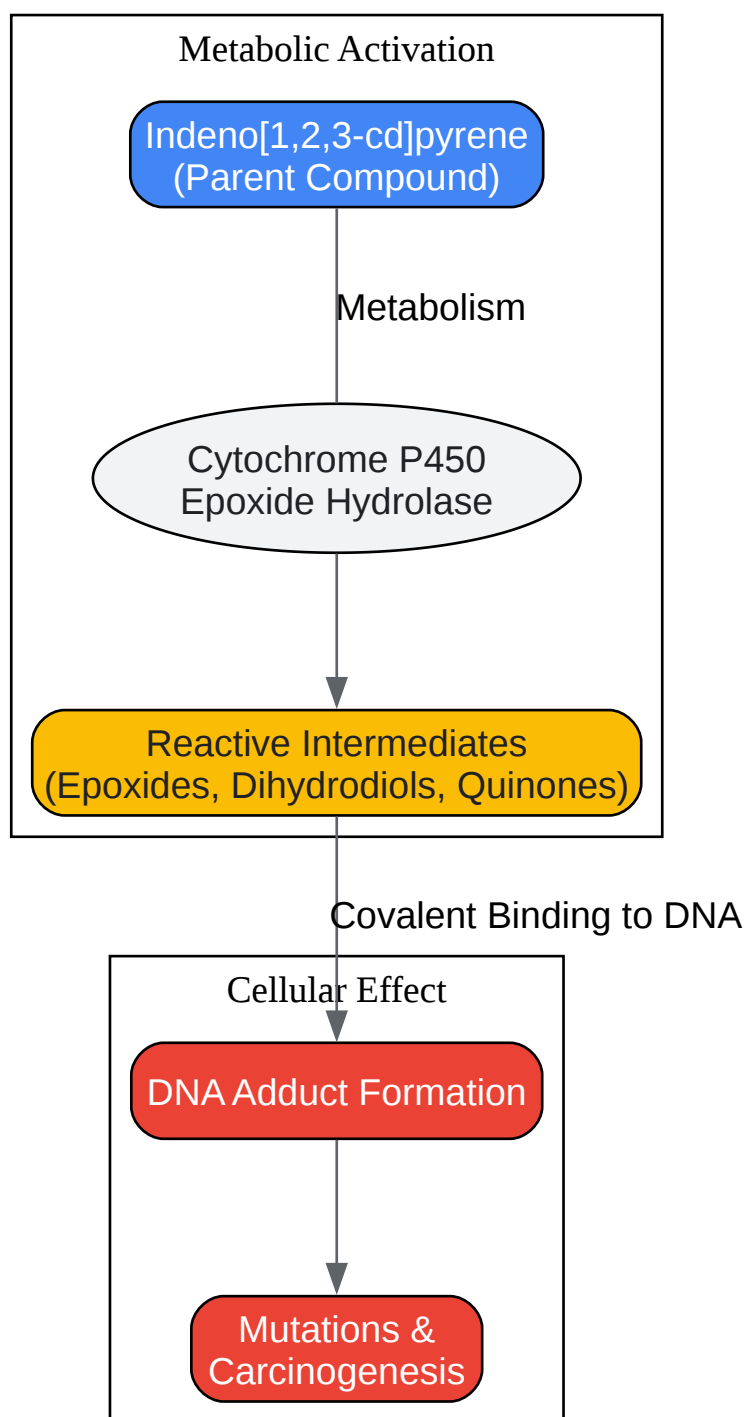 Metabolic Activation
Indeno[1,2,3-cd]pyrene
(Parent Compound)
Metabolism
Cytochrome P450
Epoxide Hydrolase
Reactive Intermediates
(Epoxides, Dihydrodiols, Quinones)
Covalent Binding to DNA
Cellular Effect
DNA Adduct Formation
Mutations &
Carcinogenesis